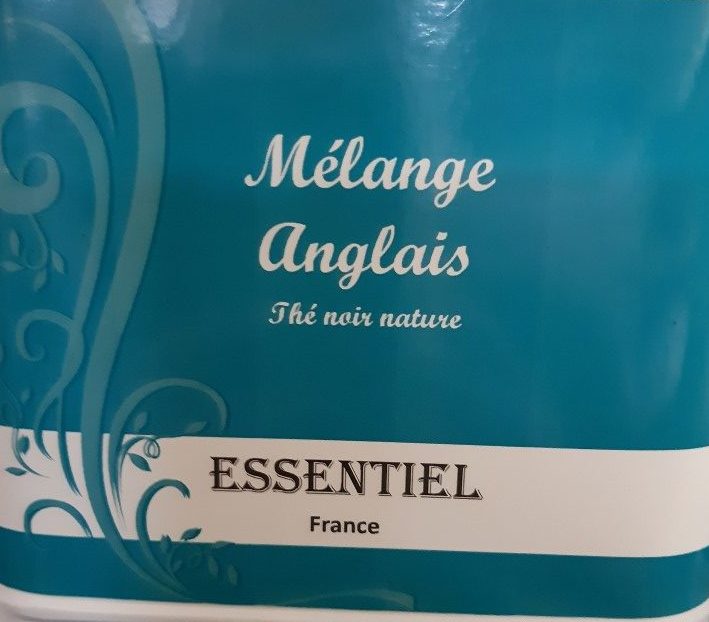 Mélange
Anglais
Thé noir nature
ESSENTIEL
France